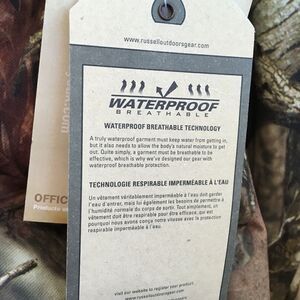 www.russelloutdoorsgear.com
WATERPROOF
BREATHABLE
WATERPROOF BREATHABLE TECHNOLOGY
A truly waterproof garment must keep water from getting in,
but it also needs to allow the body's natural moisture to get
out. Quite simply, a garment must be breathable to be
effective, which is why we've designed our gear with
waterproof breathable protection.
TECHNOLOGIE RESPIRABLE IMPERMÉABLE À L'EAU
Un vêtement véritablement imperméable à l'eau doit garder
l'eau d'entrer, mais lui également les besoins de permettre à
l'humidité normale du corps de sortir. Tout simplement, un
vêtement doit être respirable pour être efficace, qui est
pourquoi nous avons conçu notre vitesse avec la protection
respirable imperméable à l'eau.
visit our website to register your product
www.russelloutdoorsgear.com
OFFIC